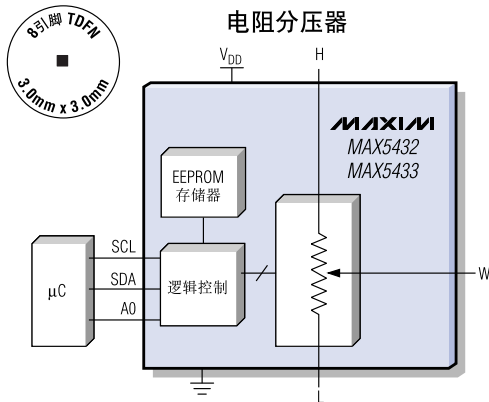 电阻分压器
8引脚 TDFN
3.0mm x 3.0mm
VDD
H
MAXIM
MAX5432
MAX5433
EEPROM
存储器
SCL
SDA
A0
μC
逻辑控制
W
L